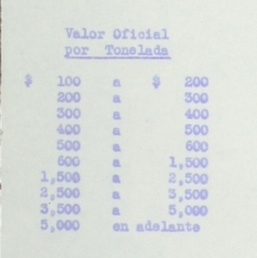 Valor Oficial
por Tonelada
$ 100 a $ 200
200 a 300
300 a 400
400 a 500
500 a 600
600 a 1,500
1,500 a 2,500
2,500 a 3,500
3,500 a 5,000
5,000 en adelante